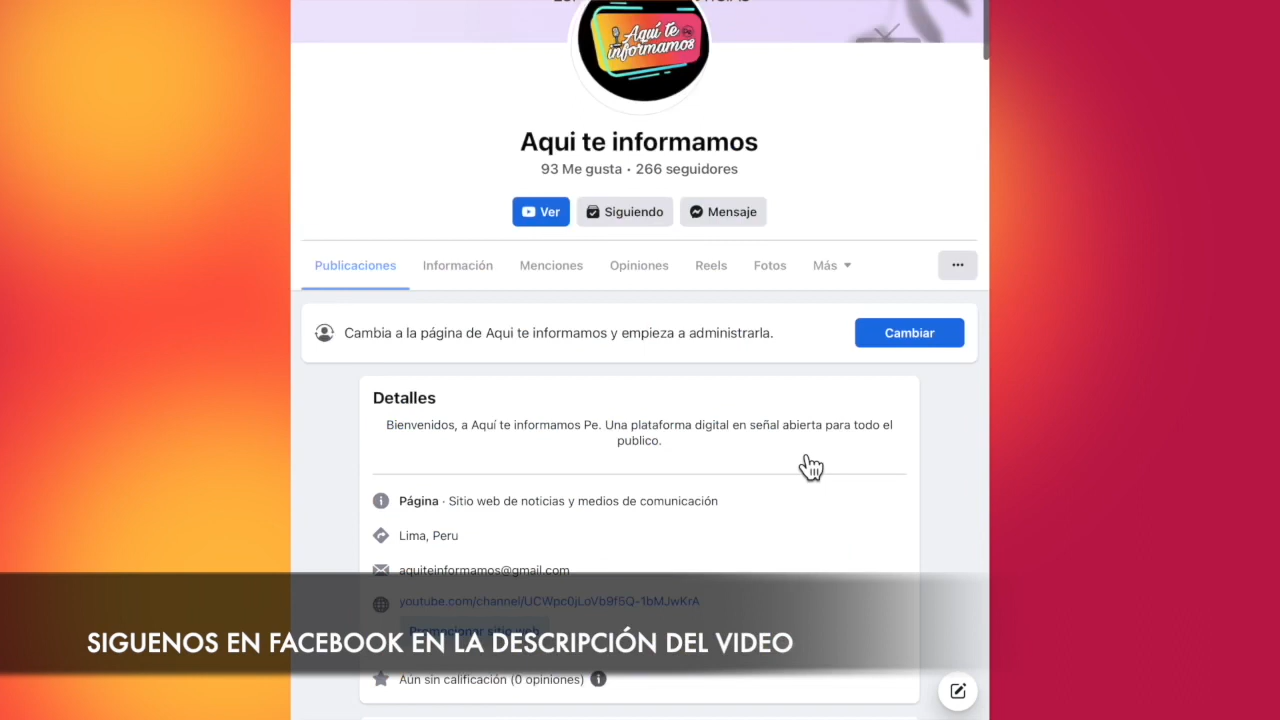 Aquí te
informamos
Aqui te informamos
93 Me gusta · 266 seguidores
Ver
Siguiendo
Mensaje
Publicaciones
Información
Menciones
Opiniones
Reels
Fotos
Más
Cambia a la página de Aqui te informamos y empieza a administrarla.
Cambiar
Detalles
Bienvenidos, a Aquí te informamos Pe. Una plataforma digital en señal abierta para todo el
publico.
Página · Sitio web de noticias y medios de comunicación
Lima, Peru
aquiteinformamos@gmail.com
youtube.com/channel/UCWpc0jLoVb9f5Q-1bMJwKrA
Promocionar sitio web
SIGUENOS EN FACEBOOK EN LA DESCRIPCIÓN DEL VIDEO
Aún sin calificación (0 opiniones)